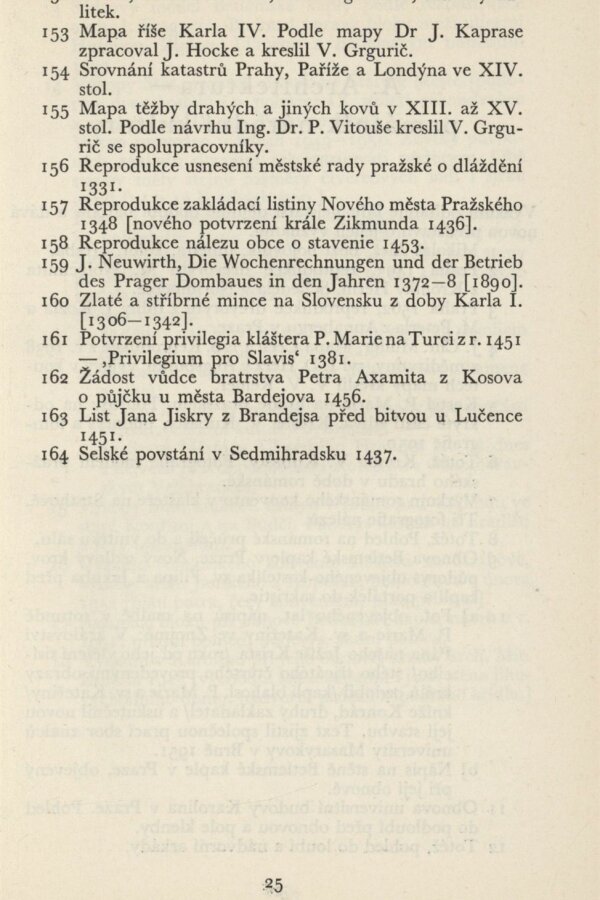 litek.
153 Mapa říše Karla IV. Podle mapy Dr J. Kaprase
zpracoval J. Hocke a kreslil V. Grgurič.
154 Srovnání katastrů Prahy, Paříže a Londýna ve XIV.
stol.
155 Mapa těžby drahých a jiných kovů v XIII. až XV.
stol. Podle návrhu Ing. Dr. P. Vitouše kreslil V. Grgu-
rič se spolupracovníky.
156 Reprodukce usnesení městské rady pražské o dláždění
1331.
157 Reprodukce zakládací listiny Nového města Pražského
1348 [nového potvrzení krále Zikmunda 1436].
158 Reprodukce nálezu obce o stavenie 1453.
159 J. Neuwirth, Die Wochenrechnungen und der Betrieb
des Prager Dombaues in den Jahren 1372—8 [1890].
160 Zlaté a stříbrné mince na Slovensku z doby Karla I.
[1306—1342].
161 Potvrzení privilegia kláštera P. Marie na Turci z r. 1451
— ‚Privilegium pro Slavis‘ 1381.
162 Žádost vůdce bratrstva Petra Axamita z Kosova
o půjčku u města Bardejova 1456.
163 List Jana Jiskry z Brandejsa před bitvou u Lučence
1451.
164 Selské povstání v Sedmihradsku 1437.
25